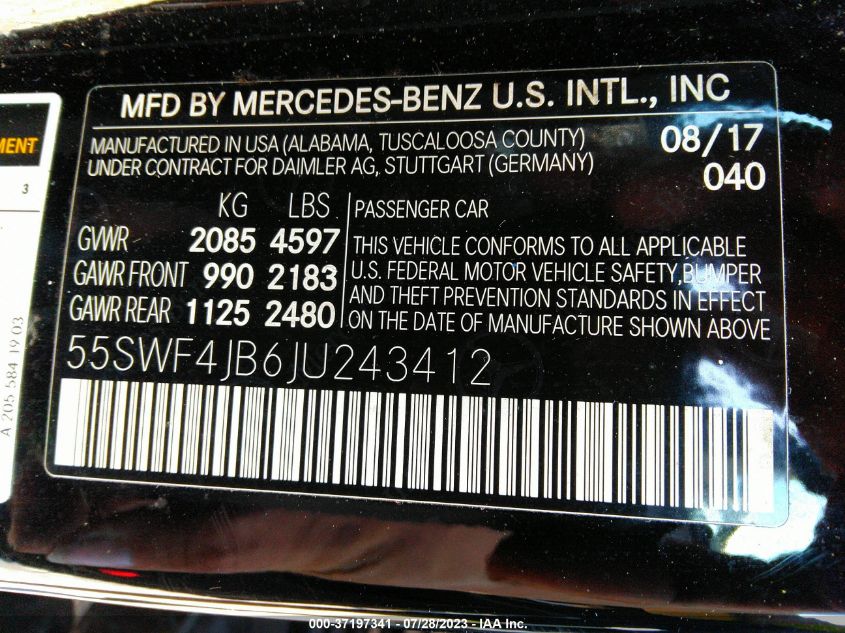 MFD BY MERCEDES-BENZ U.S. INTL., INC
MANUFACTURED IN USA (ALABAMA, TUSCALOOSA COUNTY) 08/17
UNDER CONTRACT FOR DAIMLER AG, STUTTGART (GERMANY) 040
KG LBS
GVWR 2085 4597
GAWR FRONT 990 2183
GAWR REAR 1125 2480
PASSENGER CAR
THIS VEHICLE CONFORMS TO ALL APPLICABLE
U.S. FEDERAL MOTOR VEHICLE SAFETY,BUMPER
AND THEFT PREVENTION STANDARDS IN EFFECT
ON THE DATE OF MANUFACTURE SHOWN ABOVE
55SWF4JB6JU243412
MENT
3
A 205 584 19 03
000-37197341 - 07/28/2023 - IAA Inc.